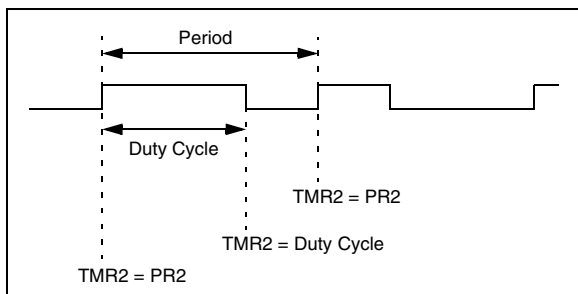 Period
Duty Cycle
TMR2 = PR2
TMR2 = Duty Cycle
TMR2 = PR2